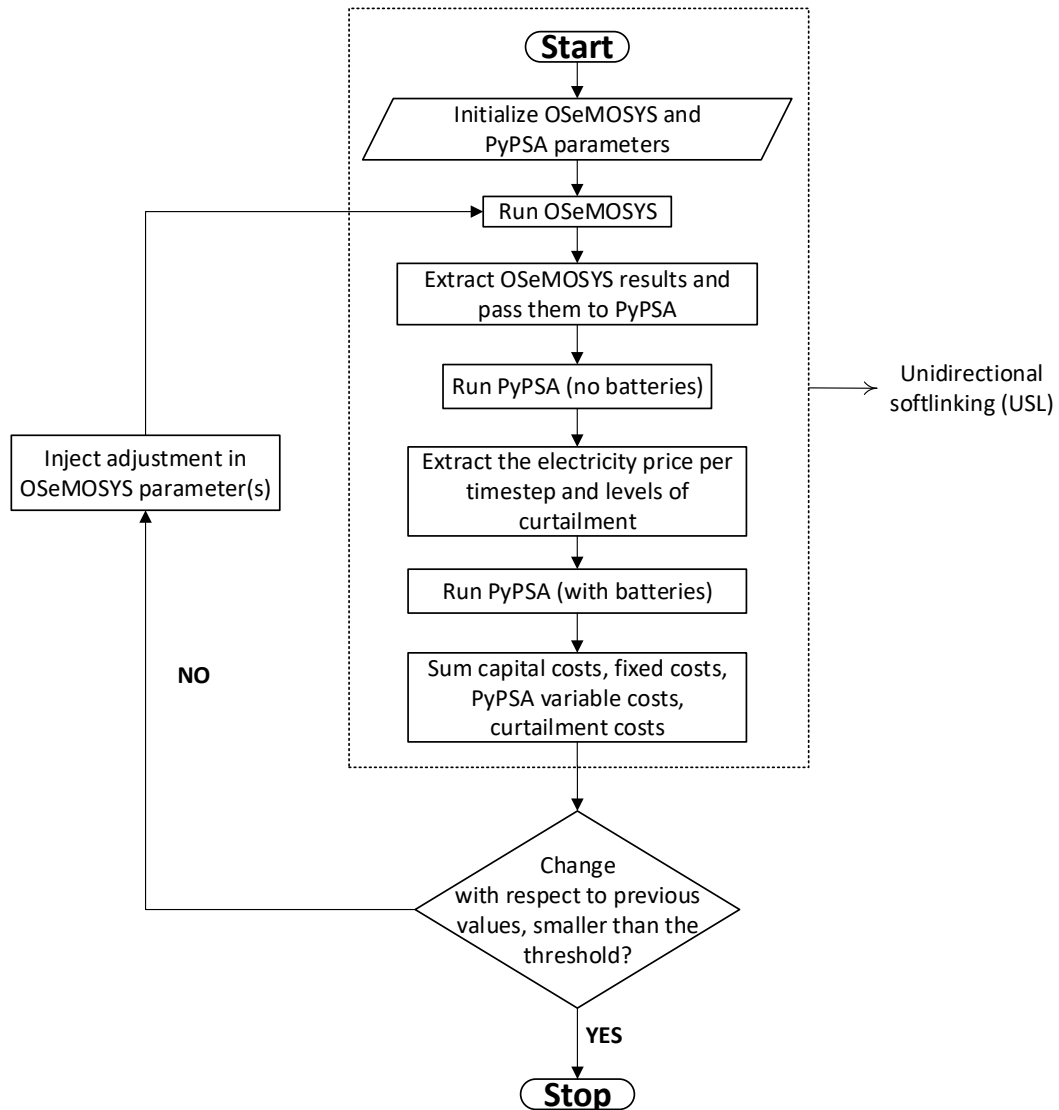 Start
Initialize OSeMOSYS and
PyPSA parameters
Run OSeMOSYS
Extract OSeMOSYS results and
pass them to PyPSA
Run PyPSA (no batteries)
Unidirectional
softlinking (USL)
Inject adjustment in
OSeMOSYS parameter(s)
Extract the electricity price per
timestep and levels of
curtailment
Run PyPSA (with batteries)
NO
Sum capital costs, fixed costs,
PyPSA variable costs,
curtailment costs
Change
with respect to previous
values, smaller than the
threshold?
YES
Stop